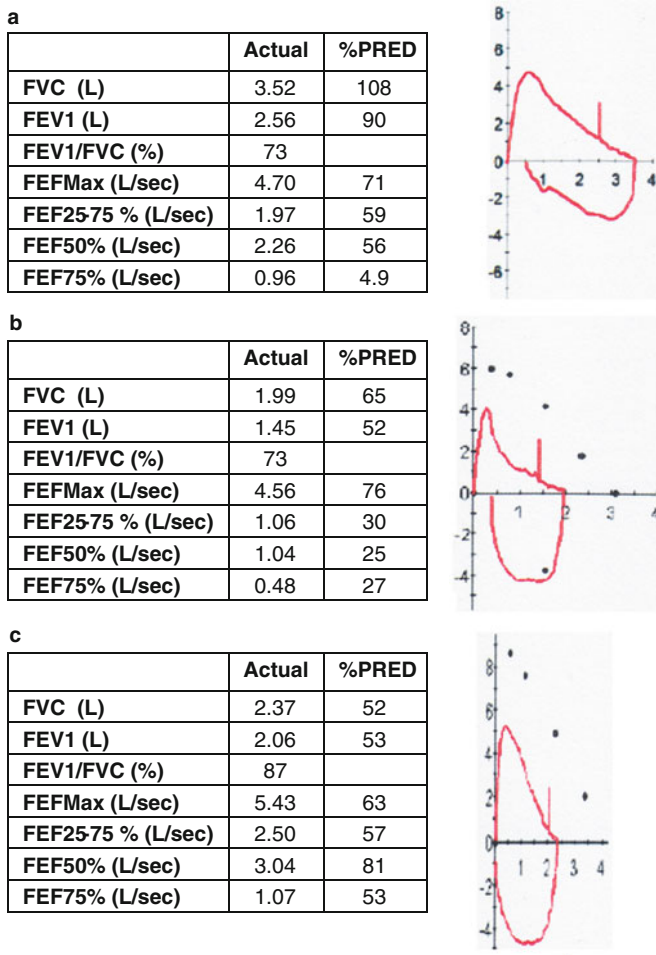 a
Actual %PRED
FVC (L) 3.52 108
FEV1 (L) 2.56 90
FEV1/FVC (%) 73
FEFMax (L/sec) 4.70 71
FEF25-75 % (L/sec) 1.97 59
FEF50% (L/sec) 2.26 56
FEF75% (L/sec) 0.96 4.9
8
6
4
2
0
1 2 3 4
-2
-4
-6
b
Actual %PRED
FVC (L) 1.99 65
FEV1 (L) 1.45 52
FEV1/FVC (%) 73
FEFMax (L/sec) 4.56 76
FEF25-75 % (L/sec) 1.06 30
FEF50% (L/sec) 1.04 25
FEF75% (L/sec) 0.48 27
8
6
4
2
0
1 2 3 4
-2
-4
c
Actual %PRED
FVC (L) 2.37 52
FEV1 (L) 2.06 53
FEV1/FVC (%) 87
FEFMax (L/sec) 5.43 63
FEF25-75 % (L/sec) 2.50 57
FEF50% (L/sec) 3.04 81
FEF75% (L/sec) 1.07 53
8
6
4
2
0
1 2 3 4
-2
-4